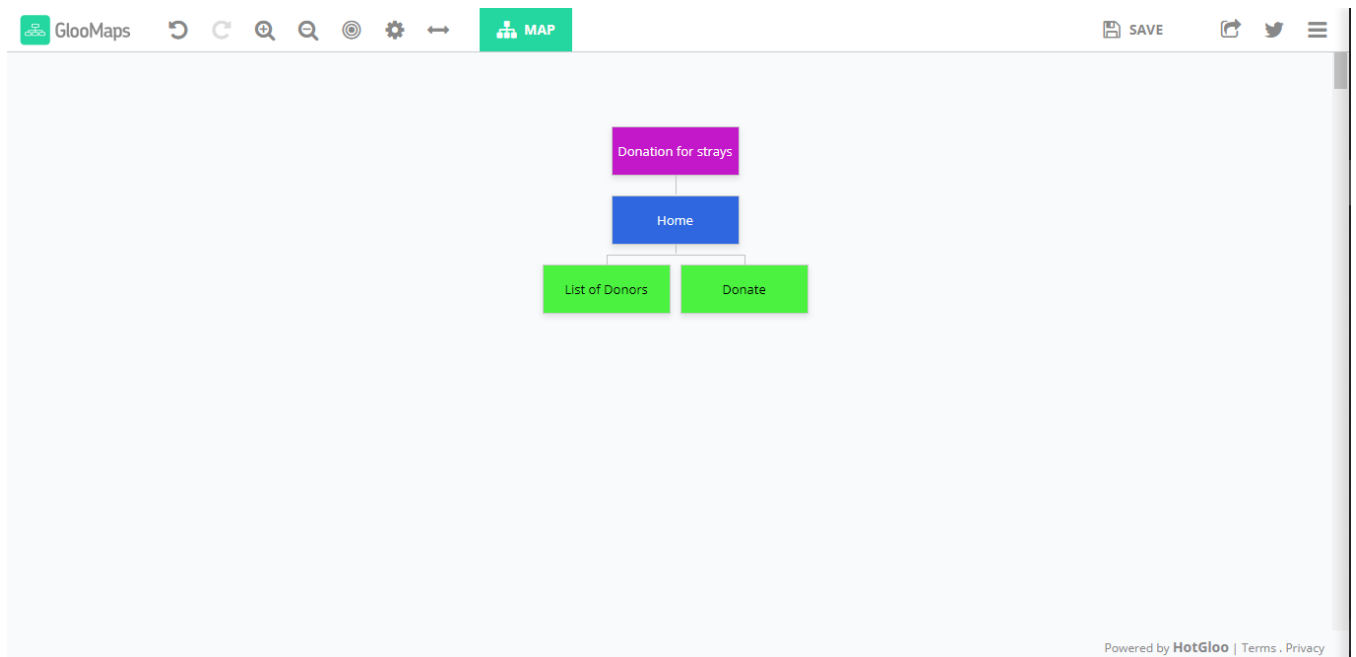 GlooMaps
MAP
SAVE
Donation for strays
Home
List of Donors
Donate
Powered by HotGloo | Terms . Privacy